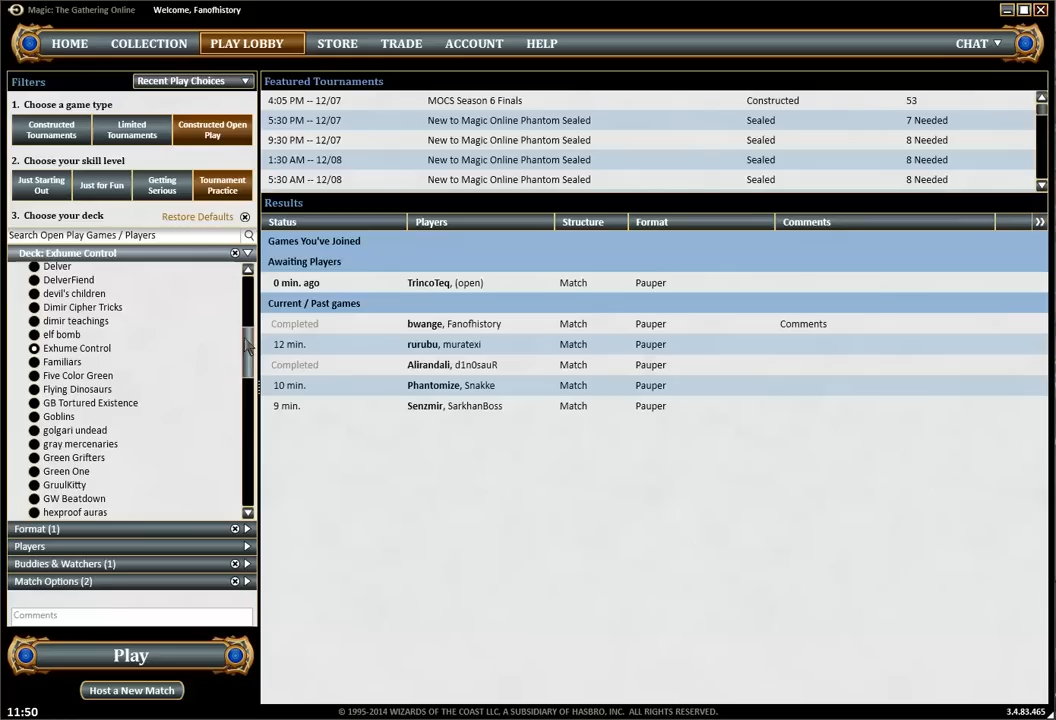 Magic: The Gathering Online Welcome, Fanofhistory
HOME COLLECTION PLAY LOBBY STORE TRADE ACCOUNT HELP CHAT
Filters Recent Play Choices
1. Choose a game type
Constructed Tournaments Limited Tournaments Constructed Open Play
2. Choose your skill level
Just Starting Out Just for Fun Getting Serious Tournament Practice
3. Choose your deck Restore Defaults
Search Open Play Games / Players
Deck: Exhume Control
Delver
DelverFiend
devil's children
Dimir Cipher Tricks
dimir teachings
elf bomb
Exhume Control
Familiars
Five Color Green
Flying Dinosaurs
GB Tortured Existence
Goblins
golgari undead
gray mercenaries
Green Grifters
Green One
GruulKitty
GW Beatdown
hexproof auras
Format (1)
Players
Buddies & Watchers (1)
Match Options (2)
Comments
Play
Host a New Match
11:50
Featured Tournaments
4:05 PM -- 12/07 MOCS Season 6 Finals Constructed 53
5:30 PM -- 12/07 New to Magic Online Phantom Sealed Sealed 7 Needed
9:30 PM -- 12/07 New to Magic Online Phantom Sealed Sealed 8 Needed
1:30 AM -- 12/08 New to Magic Online Phantom Sealed Sealed 8 Needed
5:30 AM -- 12/08 New to Magic Online Phantom Sealed Sealed 8 Needed
Results
Status Players Structure Format Comments
Games You've Joined
Awaiting Players
0 min. ago TrincoTeq, (open) Match Pauper
Current / Past games
Completed bwange, Fanofhistory Match Pauper Comments
12 min. rurubu, muratexi Match Pauper
Completed Alirandali, d1n0sauR Match Pauper
10 min. Phantomize, Snakke Match Pauper
9 min. Senzmir, SarkhanBoss Match Pauper
© 1995-2014 WIZARDS OF THE COAST LLC, A SUBSIDIARY OF HASBRO, INC. ALL RIGHTS RESERVED. 3.4.83.465